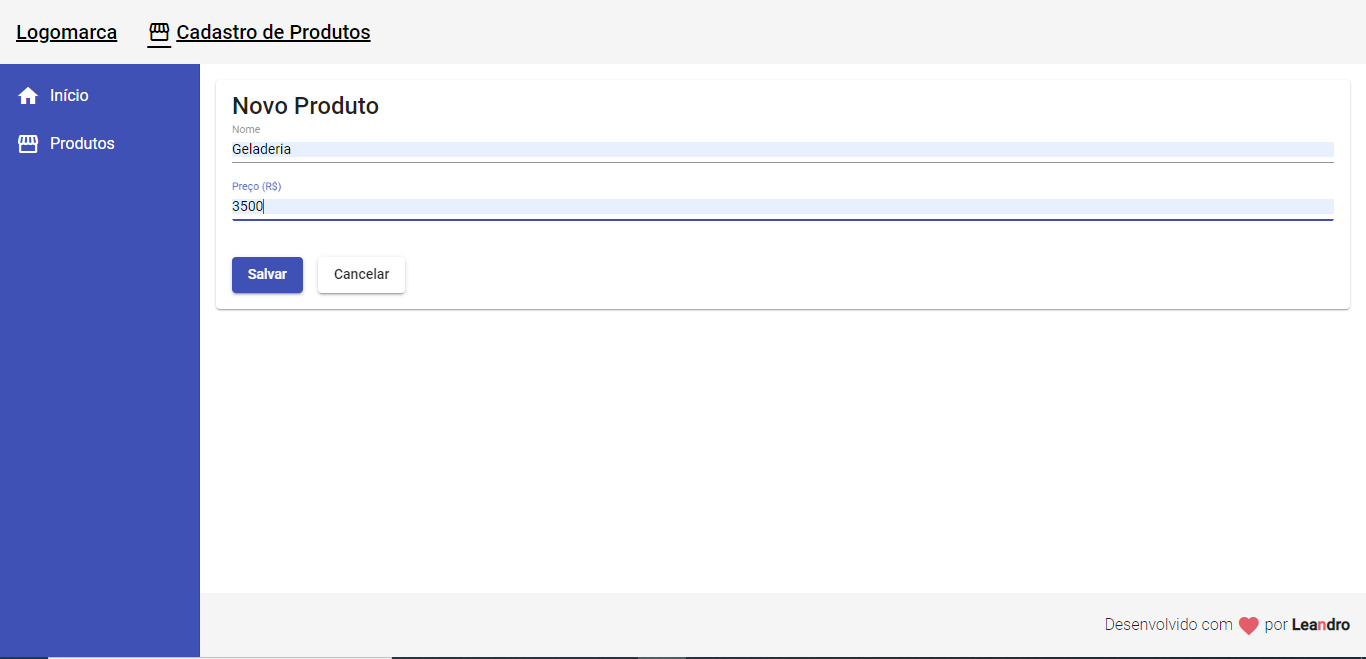 Logomarca Cadastro de Produtos
Início
Produtos
Novo Produto
Nome
Geladeria
Preço (R$)
3500
Salvar Cancelar
Desenvolvido com por Leandro